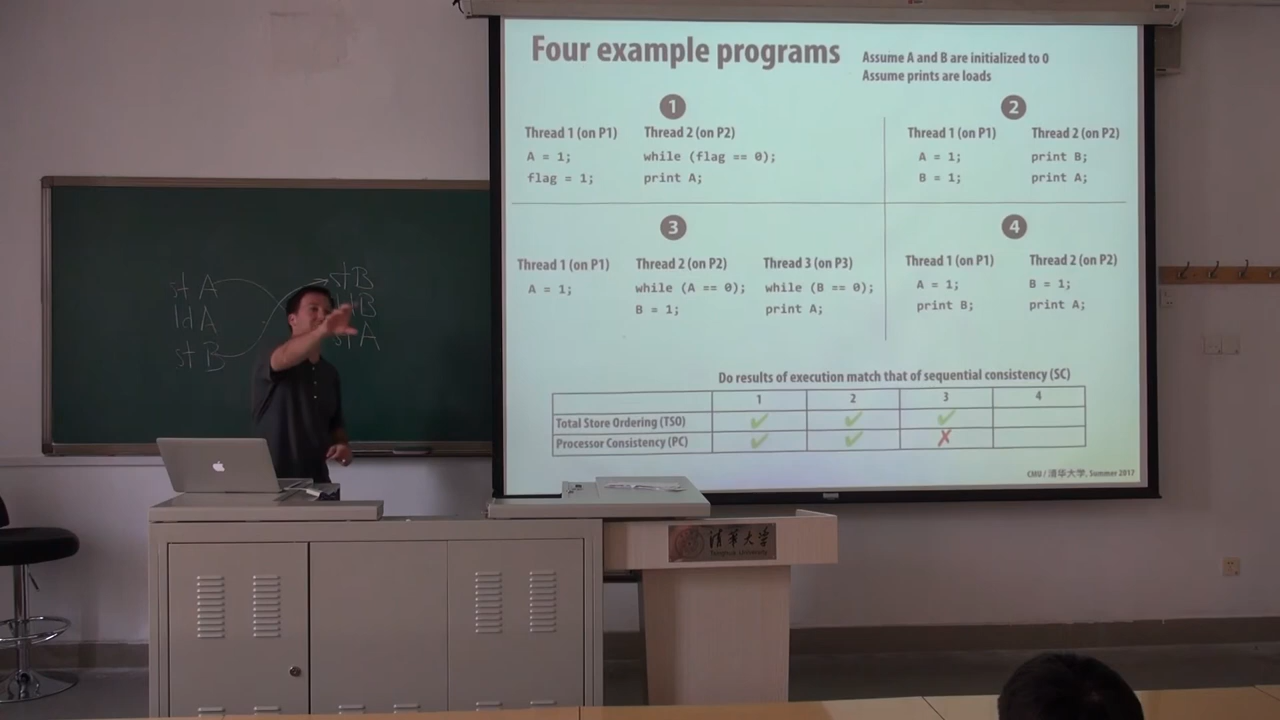 Four example programs
Assume A and B are initialized to 0
Assume prints are loads
1
Thread 1 (on P1)
A = 1;
flag = 1;
Thread 2 (on P2)
while (flag == 0);
print A;
2
Thread 1 (on P1)
A = 1;
B = 1;
Thread 2 (on P2)
print B;
print A;
3
Thread 1 (on P1)
A = 1;
Thread 2 (on P2)
while (A == 0);
B = 1;
Thread 3 (on P3)
while (B == 0);
print A;
4
Thread 1 (on P1)
A = 1;
print B;
Thread 2 (on P2)
B = 1;
print A;
Do results of execution match that of sequential consistency (SC)
1 2 3 4
Total Store Ordering (TSO) ✔ ✔ ✔
Processor Consistency (PC) ✔ ✔ ✗
CMU / 清华大学, Summer 2017
st A
ld A
st B
st B
B
st A
清华大学
Tsinghua University